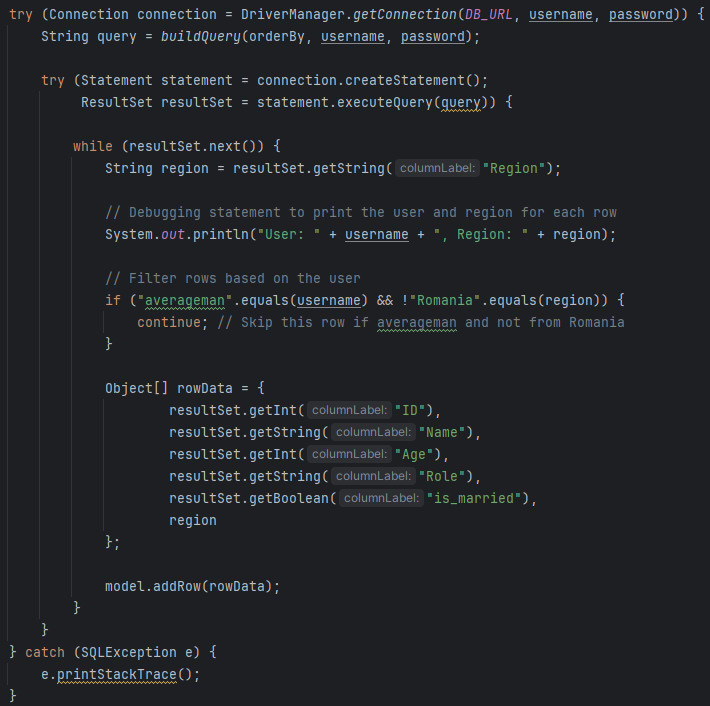 try (Connection connection = DriverManager.getConnection(DB_URL, username, password)) {
    String query = buildQuery(orderBy, username, password);

    try (Statement statement = connection.createStatement();
         ResultSet resultSet = statement.executeQuery(query)) {

        while (resultSet.next()) {
            String region = resultSet.getString( columnLabel: "Region");

            // Debugging statement to print the user and region for each row
            System.out.println("User: " + username + ", Region: " + region);

            // Filter rows based on the user
            if ("averageman".equals(username) && !"Romania".equals(region)) {
                continue; // Skip this row if averageman and not from Romania
            }

            Object[] rowData = {
                    resultSet.getInt( columnLabel: "ID"),
                    resultSet.getString( columnLabel: "Name"),
                    resultSet.getInt( columnLabel: "Age"),
                    resultSet.getString( columnLabel: "Role"),
                    resultSet.getBoolean( columnLabel: "is_married"),
                    region
            };

            model.addRow(rowData);
        }
    }
} catch (SQLException e) {
    e.printStackTrace();
}